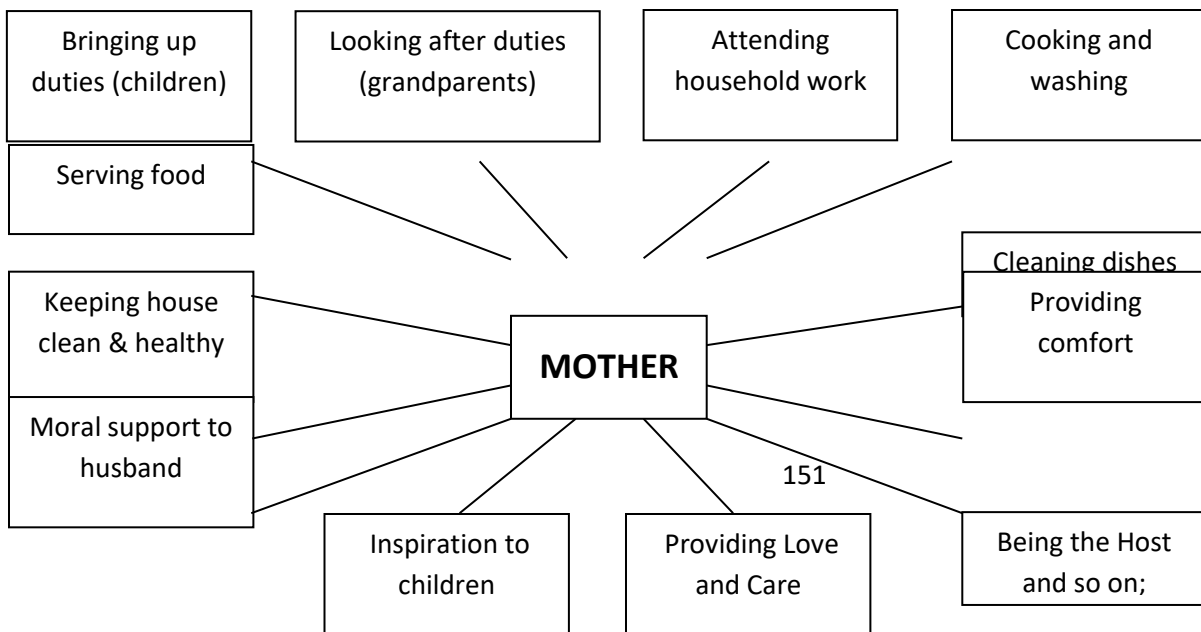 Bringing up
duties (children)
Looking after duties
(grandparents)
Attending
household work
Cooking and
washing
Serving food
Cleaning dishes
Keeping house
clean & healthy
Providing
comfort
MOTHER
Moral support to
husband
151
Inspiration to
children
Providing Love
and Care
Being the Host
and so on;